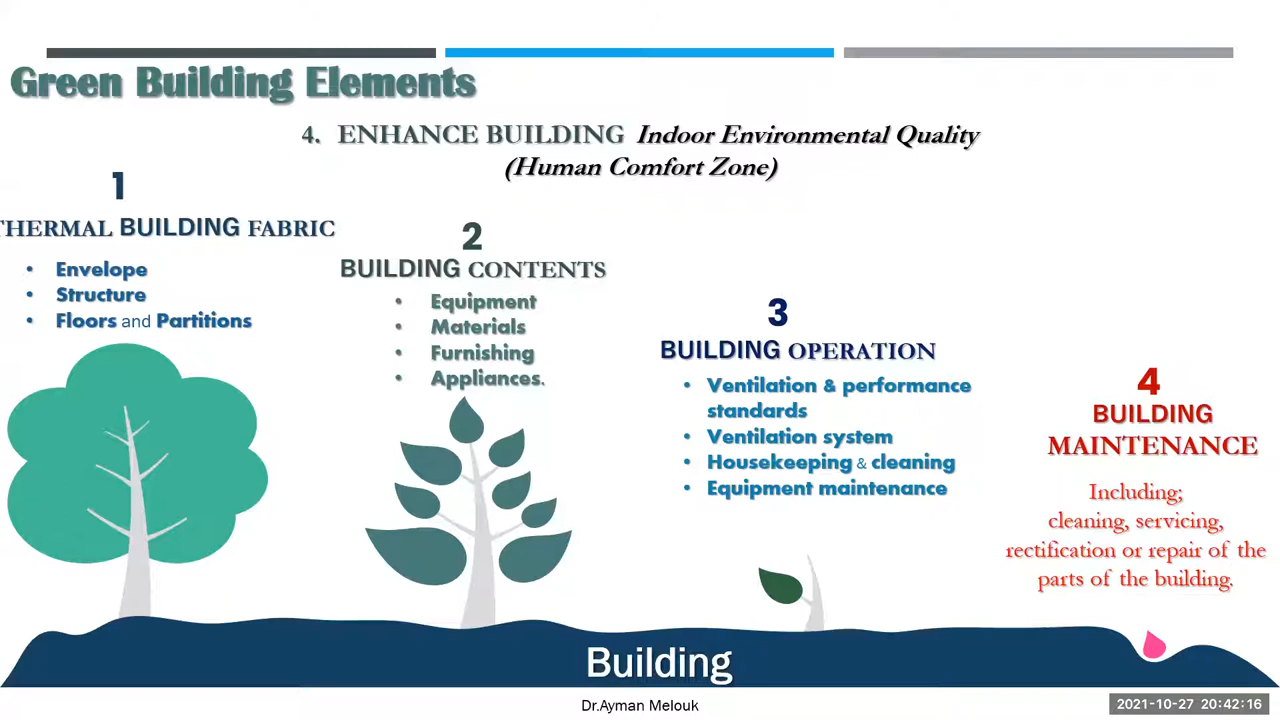 Green Building Elements
4. ENHANCE BUILDING Indoor Environmental Quality
(Human Comfort Zone)
1
THERMAL BUILDING FABRIC
• Envelope
• Structure
• Floors and Partitions
2
BUILDING CONTENTS
• Equipment
• Materials
• Furnishing
• Appliances.
3
BUILDING OPERATION
• Ventilation & performance
standards
• Ventilation system
• Housekeeping & cleaning
• Equipment maintenance
4
BUILDING
MAINTENANCE
Including;
cleaning, servicing,
rectification or repair of the
parts of the building.
Building
Dr.Ayman Melouk
2021-10-27 20:42:16